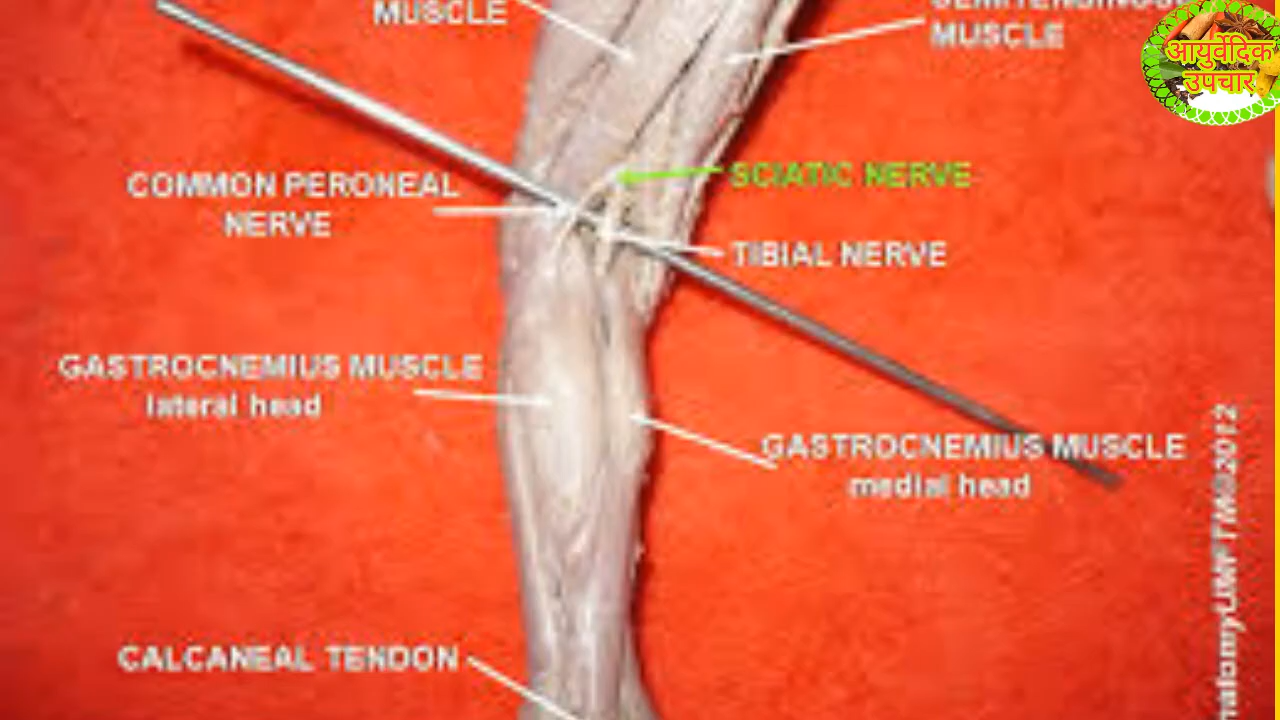 MUSCLE
MUSCLE
आयुर्वेदिक
उपचार
COMMON PERONEAL
NERVE
SCIATIC NERVE
TIBIAL NERVE
GASTROCNEMIUS MUSCLE
lateral head
GASTROCNEMIUS MUSCLE
medial head
CALCANEAL TENDON